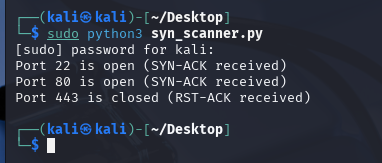 ┌──(kali㉿kali)-[~/Desktop]
└─$ sudo python3 syn_scanner.py
[sudo] password for kali:
Port 22 is open (SYN-ACK received)
Port 80 is open (SYN-ACK received)
Port 443 is closed (RST-ACK received)
┌──(kali㉿kali)-[~/Desktop]
└─$